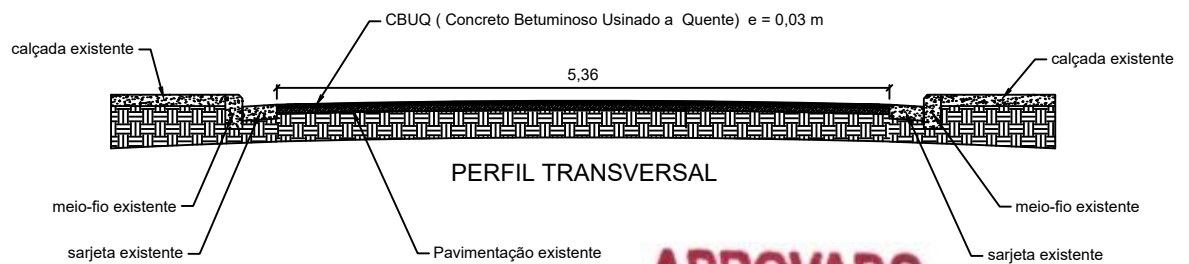 CBUQ ( Concreto Betuminoso Usinado a Quente) e = 0,03 m
calçada existente
calçada existente
5,36
PERFIL TRANSVERSAL
meio-fio existente
meio-fio existente
sarjeta existente
Pavimentação existente
APROVADO
sarjeta existente